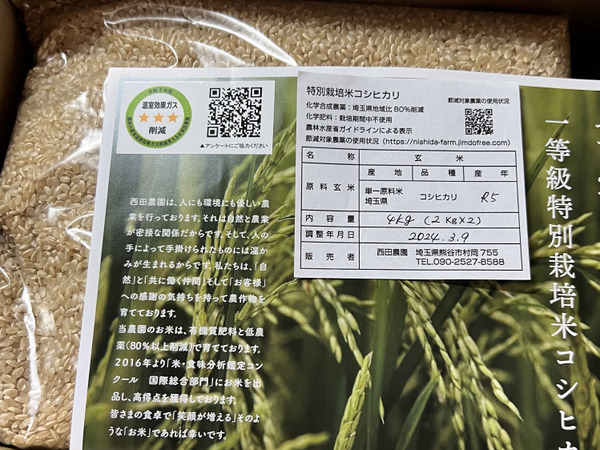 温室効果ガス
削減
▲アンケートにご協力ください
特別栽培米コシヒカリ
節減対象農薬の使用状況
化学合成農薬：埼玉県地域比80%削減
化学肥料：栽培期間中不使用
農林水産省ガイドラインによる表示
節減対象農薬の使用状況（https://nishida-farm.jimdofree.com）
名称 玄米
原料玄米 産地 品種 産年
単一原料米
埼玉県 コシヒカリ R5
内容量 4kg (2kg×2)
調整年月日 2024.3.9
販売者 西田農園 埼玉県熊谷市村岡755
TEL.090-2527-8588
西田農園は、人にも環境にも優しい農
業を行っております。それは自然と農業
が密接な関係だからです。そして、人の
手によって手掛けられたものには温か
みが生まれるからです。私たちは、「自
然」と「共に働く仲間」そして「お客様」
への感謝の気持ちを持って農作物を
育てております。
当農園のお米は、有機質肥料と低農
薬（80%以上削減）で育てております。
2016年より「米・食味分析鑑定コン
クール 国際総合部門」にお米を出
品し、高得点を獲得しております。
皆さまの食卓で「笑顔が増える」そのよ
うな「お米」であれば幸いです。
一等級特別栽培米コシヒカ